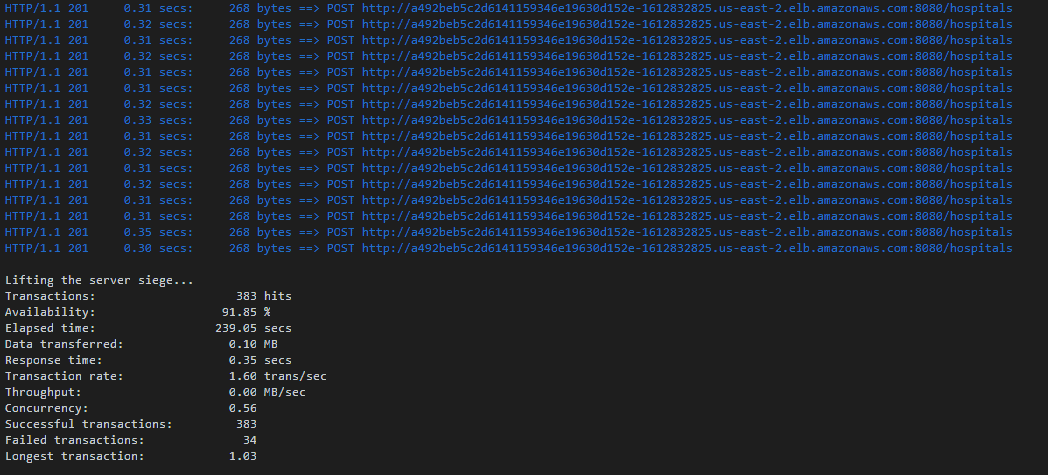 HTTP/1.1 201     0.31 secs:     268 bytes ==> POST http://a492beb5c2d6141159346e19630d152e-1612832825.us-east-2.elb.amazonaws.com:8080/hospitals
HTTP/1.1 201     0.32 secs:     268 bytes ==> POST http://a492beb5c2d6141159346e19630d152e-1612832825.us-east-2.elb.amazonaws.com:8080/hospitals
HTTP/1.1 201     0.31 secs:     268 bytes ==> POST http://a492beb5c2d6141159346e19630d152e-1612832825.us-east-2.elb.amazonaws.com:8080/hospitals
HTTP/1.1 201     0.32 secs:     268 bytes ==> POST http://a492beb5c2d6141159346e19630d152e-1612832825.us-east-2.elb.amazonaws.com:8080/hospitals
HTTP/1.1 201     0.31 secs:     268 bytes ==> POST http://a492beb5c2d6141159346e19630d152e-1612832825.us-east-2.elb.amazonaws.com:8080/hospitals
HTTP/1.1 201     0.31 secs:     268 bytes ==> POST http://a492beb5c2d6141159346e19630d152e-1612832825.us-east-2.elb.amazonaws.com:8080/hospitals
HTTP/1.1 201     0.32 secs:     268 bytes ==> POST http://a492beb5c2d6141159346e19630d152e-1612832825.us-east-2.elb.amazonaws.com:8080/hospitals
HTTP/1.1 201     0.33 secs:     268 bytes ==> POST http://a492beb5c2d6141159346e19630d152e-1612832825.us-east-2.elb.amazonaws.com:8080/hospitals
HTTP/1.1 201     0.31 secs:     268 bytes ==> POST http://a492beb5c2d6141159346e19630d152e-1612832825.us-east-2.elb.amazonaws.com:8080/hospitals
HTTP/1.1 201     0.32 secs:     268 bytes ==> POST http://a492beb5c2d6141159346e19630d152e-1612832825.us-east-2.elb.amazonaws.com:8080/hospitals
HTTP/1.1 201     0.31 secs:     268 bytes ==> POST http://a492beb5c2d6141159346e19630d152e-1612832825.us-east-2.elb.amazonaws.com:8080/hospitals
HTTP/1.1 201     0.32 secs:     268 bytes ==> POST http://a492beb5c2d6141159346e19630d152e-1612832825.us-east-2.elb.amazonaws.com:8080/hospitals
HTTP/1.1 201     0.31 secs:     268 bytes ==> POST http://a492beb5c2d6141159346e19630d152e-1612832825.us-east-2.elb.amazonaws.com:8080/hospitals
HTTP/1.1 201     0.31 secs:     268 bytes ==> POST http://a492beb5c2d6141159346e19630d152e-1612832825.us-east-2.elb.amazonaws.com:8080/hospitals
HTTP/1.1 201     0.35 secs:     268 bytes ==> POST http://a492beb5c2d6141159346e19630d152e-1612832825.us-east-2.elb.amazonaws.com:8080/hospitals
HTTP/1.1 201     0.30 secs:     268 bytes ==> POST http://a492beb5c2d6141159346e19630d152e-1612832825.us-east-2.elb.amazonaws.com:8080/hospitals
Lifting the server siege...
Transactions:                    383 hits
Availability:                  91.85 %
Elapsed time:                 239.05 secs
Data transferred:               0.10 MB
Response time:                  0.35 secs
Transaction rate:               1.60 trans/sec
Throughput:                     0.00 MB/sec
Concurrency:                    0.56
Successful transactions:         383
Failed transactions:              34
Longest transaction:            1.03